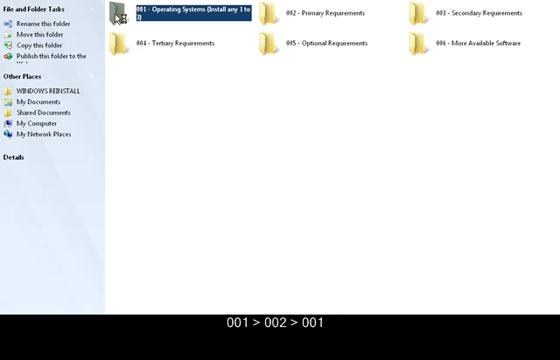 File and Folder Tasks
Rename this folder
Move this folder
Copy this folder
Publish this folder to the
Other Places
WINDOWS REINSTALL
My Documents
Shared Documents
My Computer
My Network Places
Details
001 - Operating Systems (Install any 1 to
3)
002 - Primary Requirements
003 - Secondary Requirements
004 - Tertiary Requirements
005 - Optional Requirements
006 - More Available Software
001 > 002 > 001